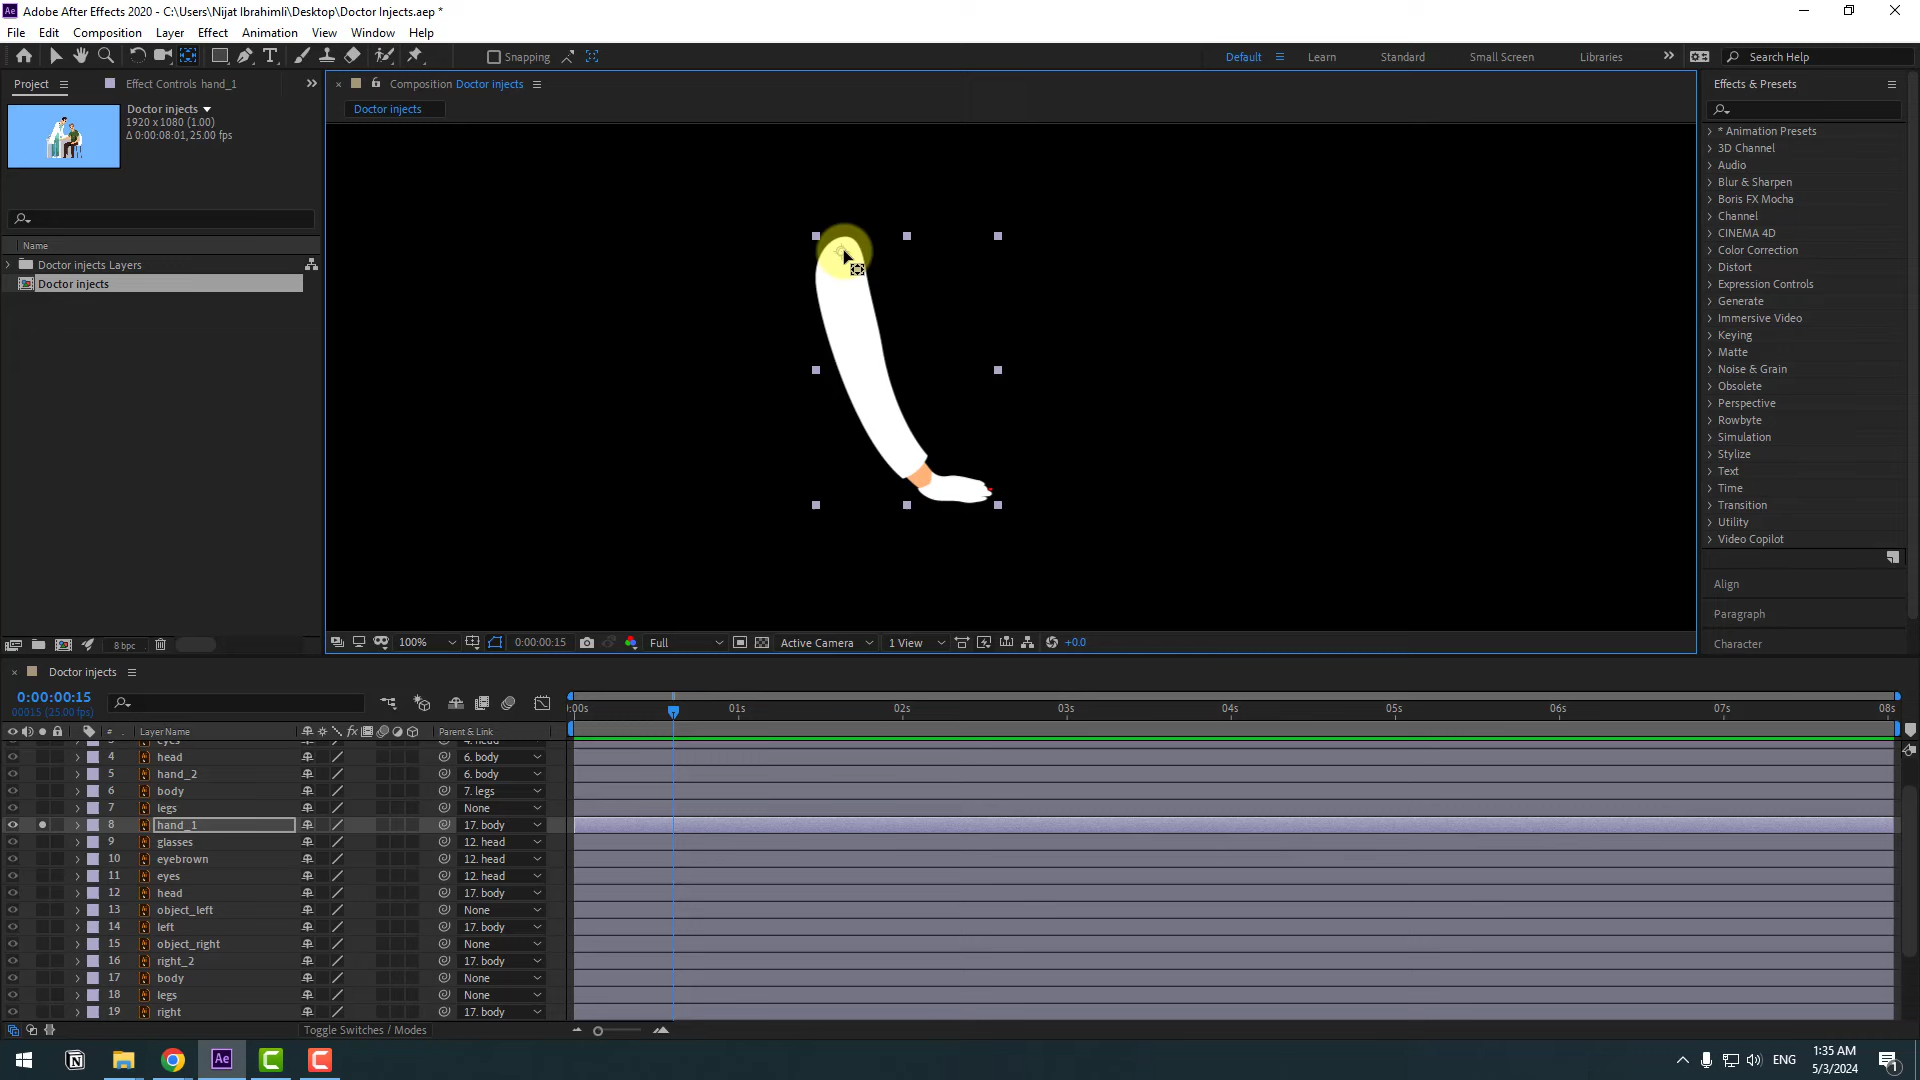 Adobe After Effects 2020 - C:\Users\Nijat Ibrahimli\Desktop\Doctor Injects.aep *
File Edit Composition Layer Effect Animation View Window Help
Snapping
Default Learn Standard Small Screen Libraries Search Help
Project Effect Controls hand_1
Doctor injects
1920 x 1080 (1.00)
Δ 0:00:08:01, 25.00 fps
Name
Doctor injects Layers
Doctor injects
8 bpc
Composition Doctor injects
Doctor injects
100% 0:00:00:15 Full Active Camera 1 View +0.0
Effects & Presets
* Animation Presets
3D Channel
Audio
Blur & Sharpen
Boris FX Mocha
Channel
CINEMA 4D
Color Correction
Distort
Expression Controls
Generate
Immersive Video
Keying
Matte
Noise & Grain
Obsolete
Perspective
Rowbyte
Simulation
Stylize
Text
Time
Transition
Utility
Video Copilot
Align
Paragraph
Character
Doctor injects
0:00:00:15
00015 (25.00 fps)
:00s 01s 02s 03s 04s 05s 06s 07s 08s
# Layer Name Parent & Link
eyes 4. head
4 head 6. body
5 hand_2 6. body
6 body 7. legs
7 legs None
8 hand_1 17. body
9 glasses 12. head
10 eyebrown 12. head
11 eyes 12. head
12 head 17. body
13 object_left None
14 left 17. body
15 object_right None
16 right_2 17. body
17 body None
18 legs None
19 right 17. body
Toggle Switches / Modes
ENG
1:35 AM
5/3/2024
1